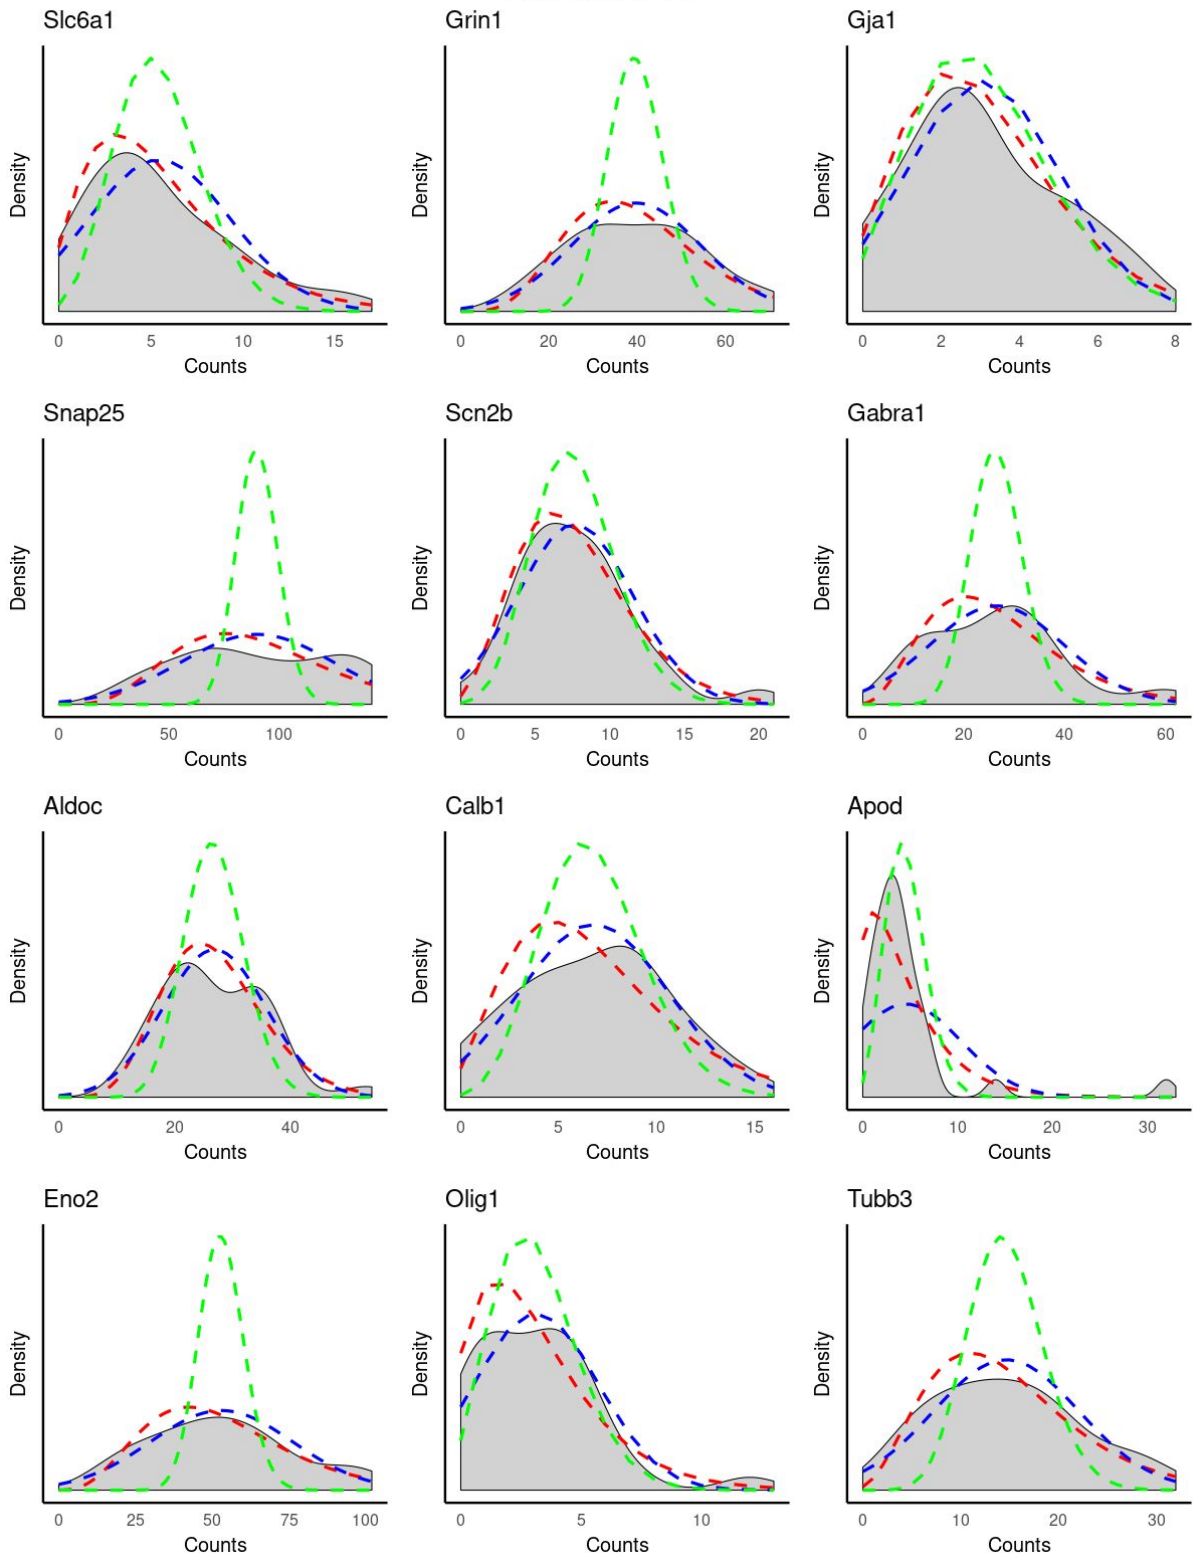 Slc6a1 Grin1 Gja1
Density Density Density
0 5 10 15 0 20 40 60 0 2 4 6 8
Counts Counts Counts
Snap25 Scn2b Gabra1
Density Density Density
0 50 100 0 5 10 15 20 0 20 40 60
Counts Counts Counts
Aldoc Calb1 Apod
Density Density Density
0 20 40 0 5 10 15 0 10 20 30
Counts Counts Counts
Eno2 Olig1 Tubb3
Density Density Density
0 25 50 75 100 0 5 10 0 10 20 30
Counts Counts Counts